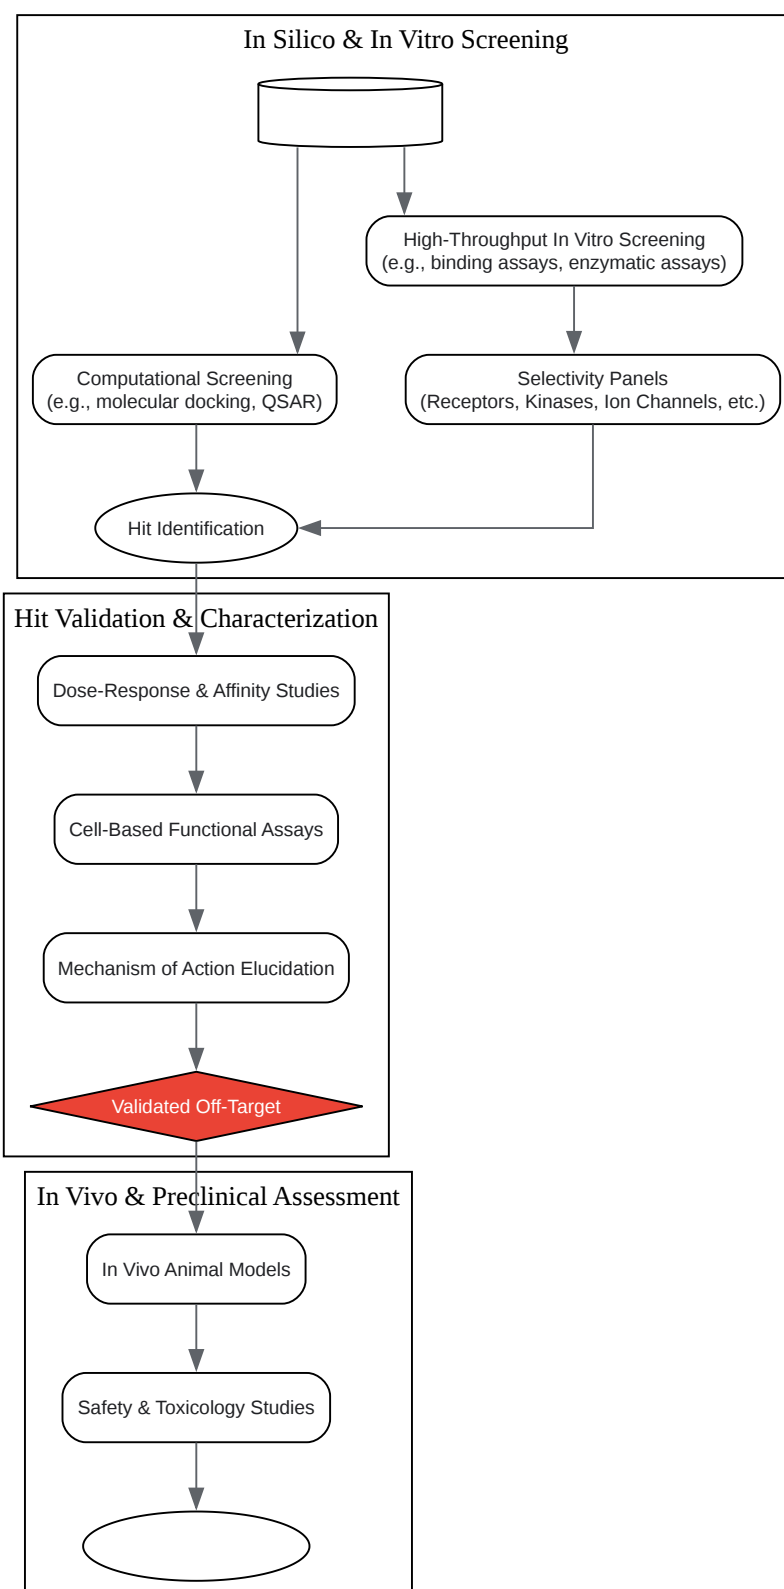 In Silico & In Vitro Screening
High-Throughput In Vitro Screening
(e.g., binding assays, enzymatic assays)
Computational Screening
(e.g., molecular docking, QSAR)
Selectivity Panels
(Receptors, Kinases, Ion Channels, etc.)
Hit Identification
Hit Validation & Characterization
Dose-Response & Affinity Studies
Cell-Based Functional Assays
Mechanism of Action Elucidation
Validated Off-Target
In Vivo & Preclinical Assessment
In Vivo Animal Models
Safety & Toxicology Studies